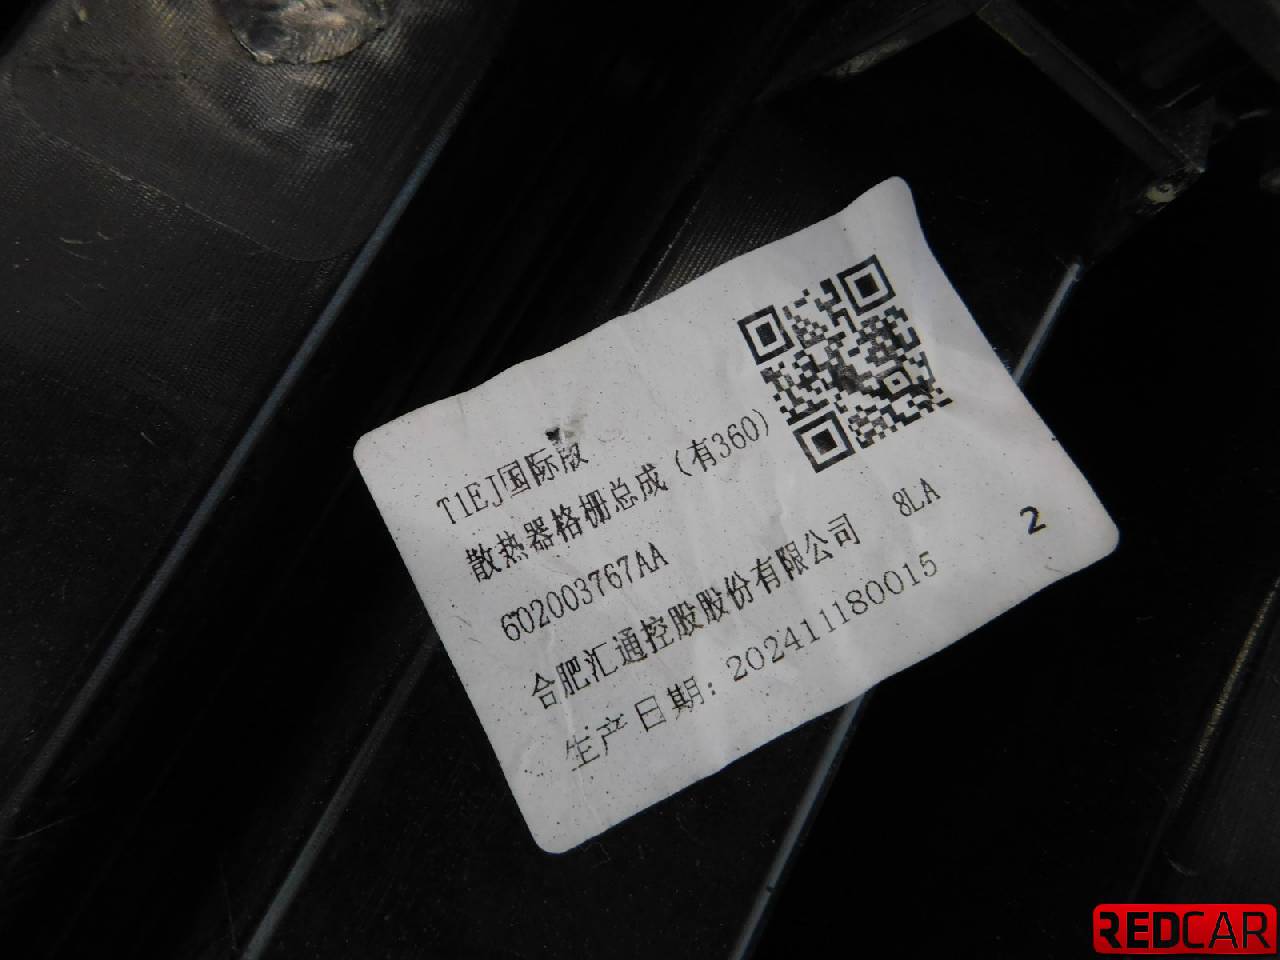 T1EJ国际版
散热器格栅总成（有360）
602003767AA
合肥汇通控股股份有限公司 8LA
生产日期：202411180015 2
REDCAR